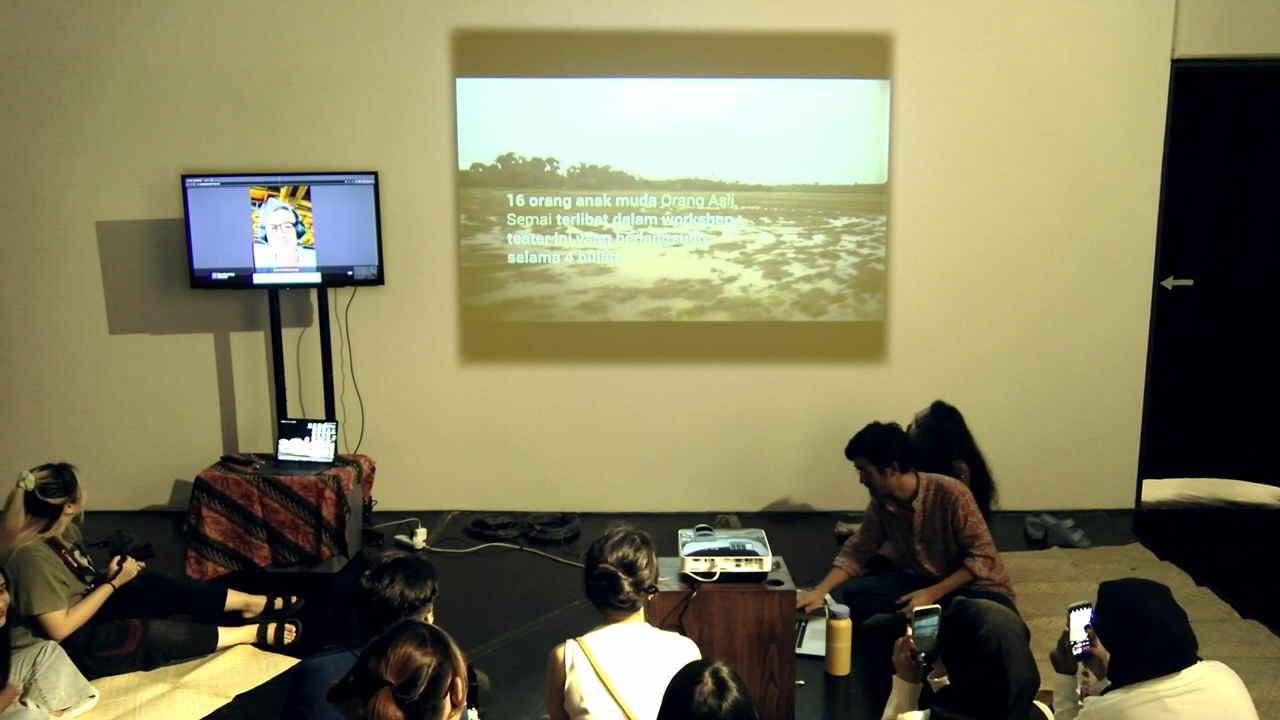 16 orang anak muda Orang Asli
Semai terlibat dalam workshop
teater ini yang berlangsung
selama 4 bulan